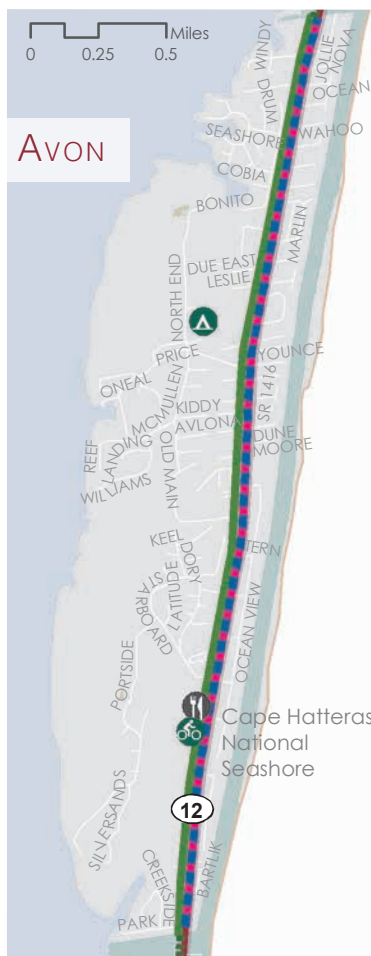 Miles
0 0.25 0.5
AVON
WINDY
DRUM
JOLLIE
NOVA
OCEAN
SEASHORE
WAHOO
COBIA
BONITO
MARLIN
DUE EAST
LESLIE
NORTH END
PRICE
YOUNCE
ONEAL
MCMULLEN
KIDDY
SR 1416
AVLONA
DUNE
MOORE
REEF
LANDING
OLD MAIN
WILLIAMS
KEEL
DORY
TERN
LATITUDE
STARBOARD
OCEAN VIEW
PORTSIDE
Cape Hatteras
National
Seashore
12
SILVERSANDS
CREEKSIDE
BARTLIK
PARK